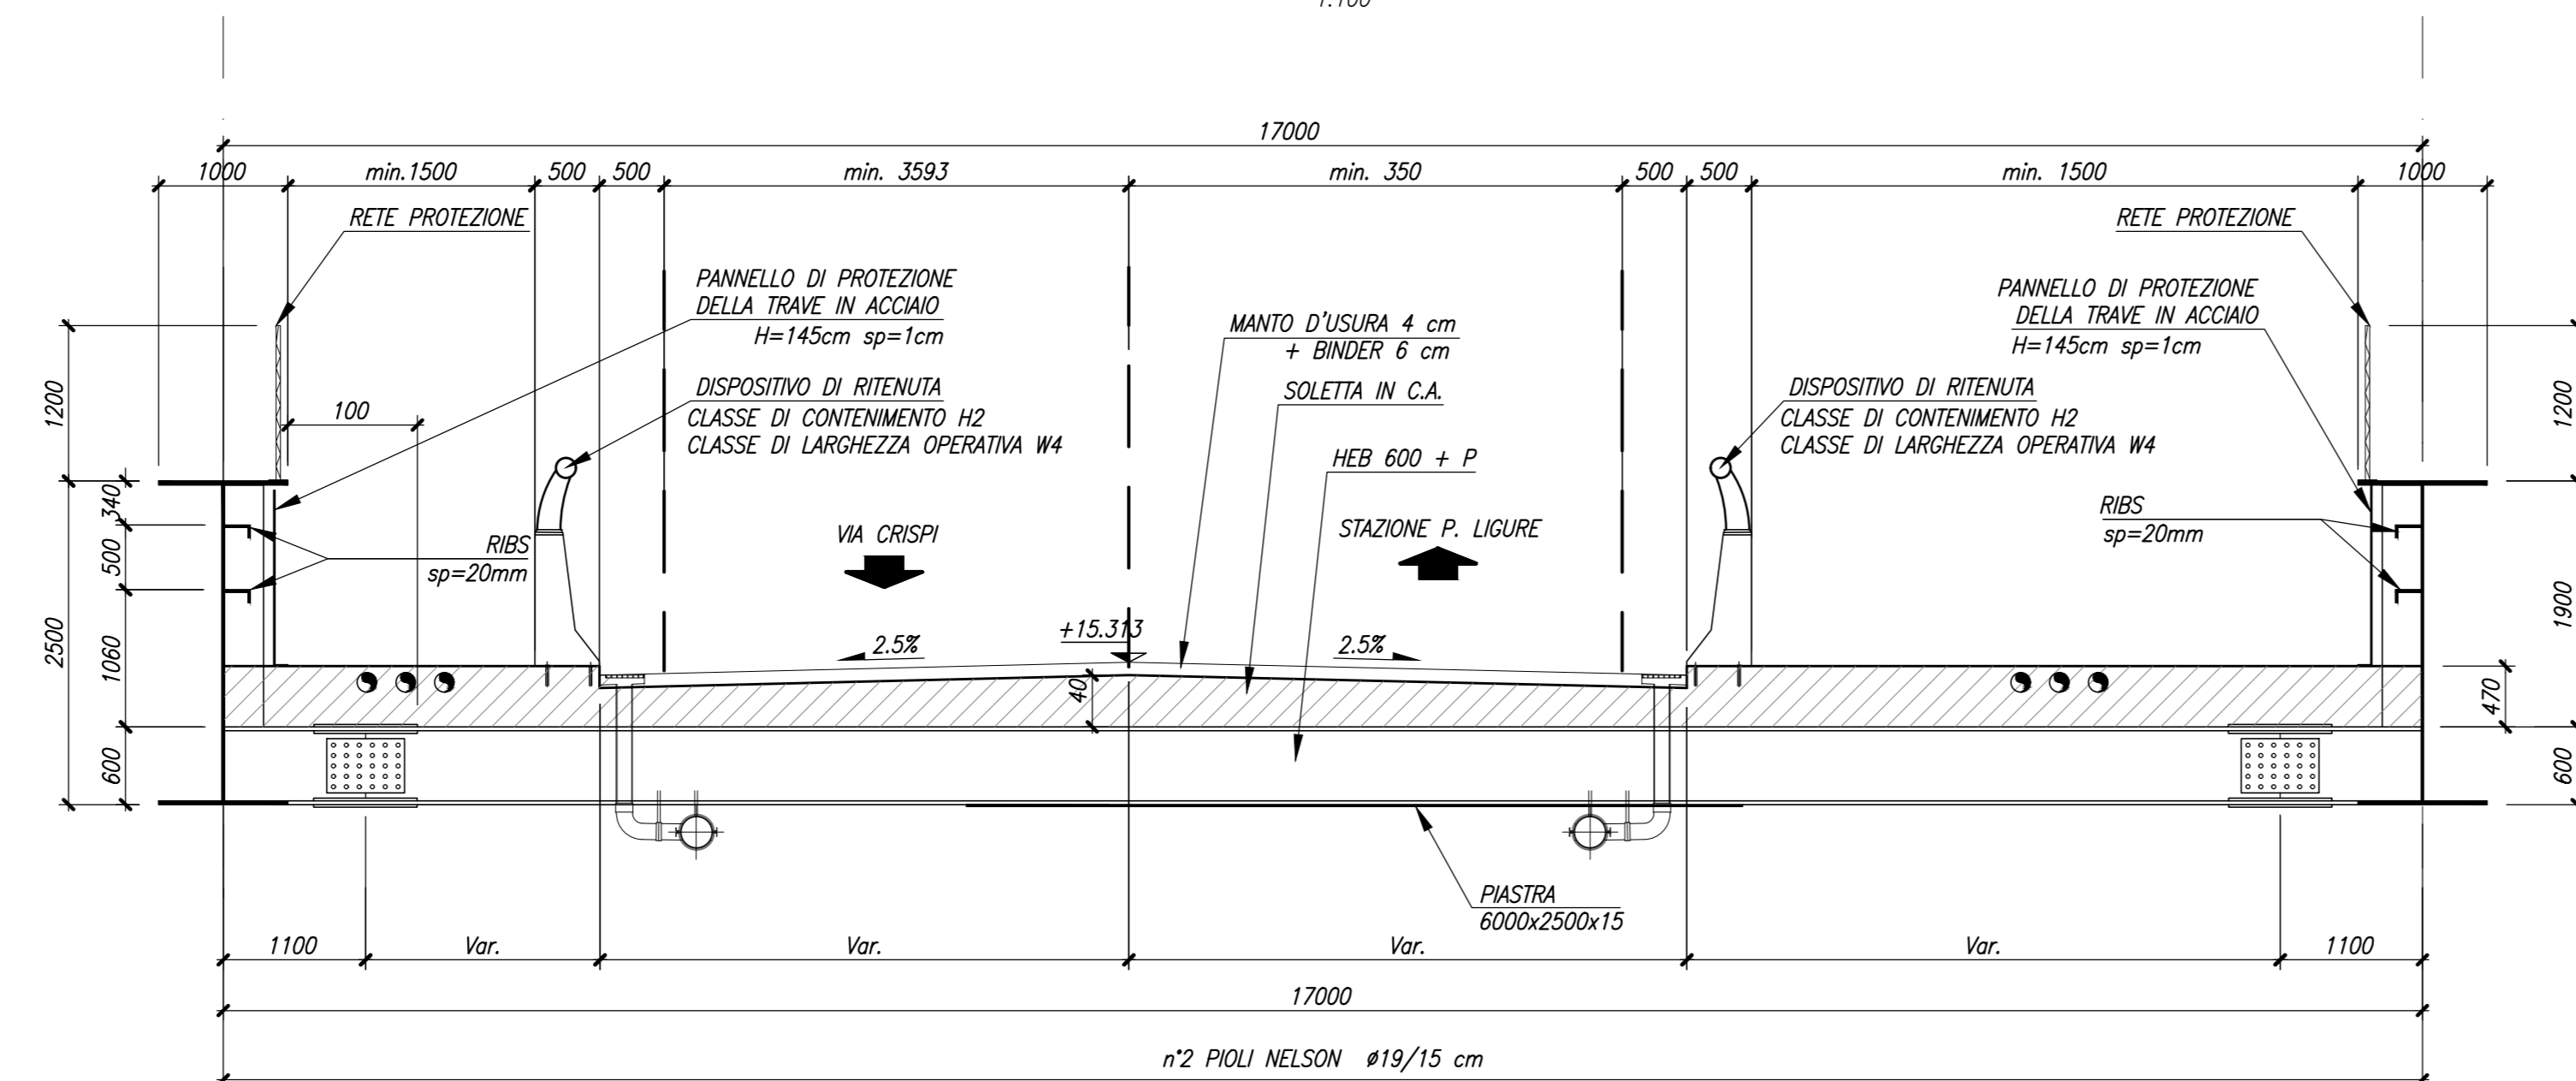 17000
1000 min.1500 500 500 min. 3593 min. 350 500 500 min. 1500 1000
RETE PROTEZIONE
RETE PROTEZIONE
PANNELLO DI PROTEZIONE
DELLA TRAVE IN ACCIAIO
H=145cm sp=1cm
PANNELLO DI PROTEZIONE
DELLA TRAVE IN ACCIAIO
H=145cm sp=1cm
MANTO D'USURA 4 cm
+ BINDER 6 cm
DISPOSITIVO DI RITENUTA
CLASSE DI CONTENIMENTO H2
CLASSE DI LARGHEZZA OPERATIVA W4
SOLETTA IN C.A.
DISPOSITIVO DI RITENUTA
CLASSE DI CONTENIMENTO H2
CLASSE DI LARGHEZZA OPERATIVA W4
1200
100
1200
HEB 600 + P
340
500
1060
600
2500
RIBS
sp=20mm
VIA CRISPI
STAZIONE P. LIGURE
RIBS
sp=20mm
1900
2.5%
+15.313
2.5%
40
470
600
PIASTRA
6000x2500x15
1100 Var. Var. Var. Var. 1100
17000
n°2 PIOLI NELSON ø19/15 cm